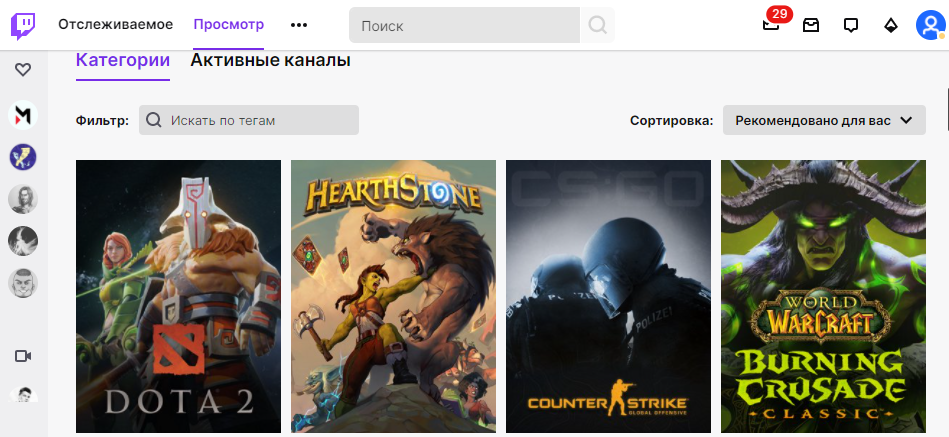 Отслеживаемое Просмотр ••• Поиск 29
Категории Активные каналы
Фильтр: Искать по тегам Сортировка: Рекомендовано для вас
DOTA 2
HEARTHSTONE
CS:GO
POLIZEI
COUNTER STRIKE
GLOBAL OFFENSIVE
WORLD
OF
WARCRAFT
BURNING
CRUSADE
CLASSIC